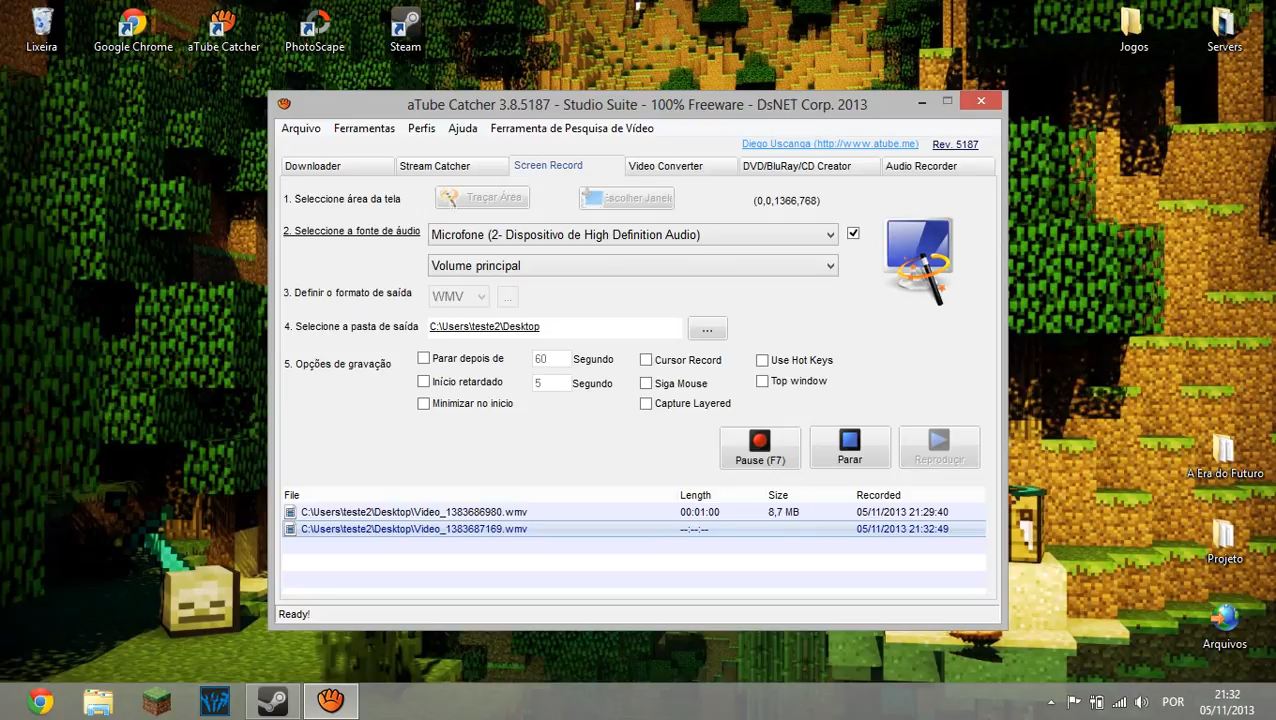 Lixeira
Google Chrome
aTube Catcher
PhotoScape
Steam
Jogos
Servers
aTube Catcher 3.8.5187 - Studio Suite - 100% Freeware - DsNET Corp. 2013
Arquivo Ferramentas Perfis Ajuda Ferramenta de Pesquisa de Vídeo
Diego Uscanga (http://www.atube.me) Rev. 5187
Downloader Stream Catcher Screen Record Video Converter DVD/BluRay/CD Creator Audio Recorder
1. Seleccione área da tela Traçar Área Escolher Janel (0,0,1366,768)
2. Seleccione a fonte de áudio Microfone (2- Dispositivo de High Definition Audio)
Volume principal
3. Definir o formato de saída WMV ...
4. Selecione a pasta de saída C:\Users\teste2\Desktop ...
5. Opções de gravação Parar depois de 60 Segundo Cursor Record Use Hot Keys
Início retardado 5 Segundo Siga Mouse Top window
Minimizar no inicio Capture Layered
Pause (F7) Parar Reproduçir
File Length Size Recorded
C:\Users\teste2\Desktop\Video_1383686980.wmv 00:01:00 8,7 MB 05/11/2013 21:29:40
C:\Users\teste2\Desktop\Video_1383687169.wmv --:--:-- 05/11/2013 21:32:49
Ready!
A Era do Futuro
Projeto
Arquivos
POR
21:32
05/11/2013